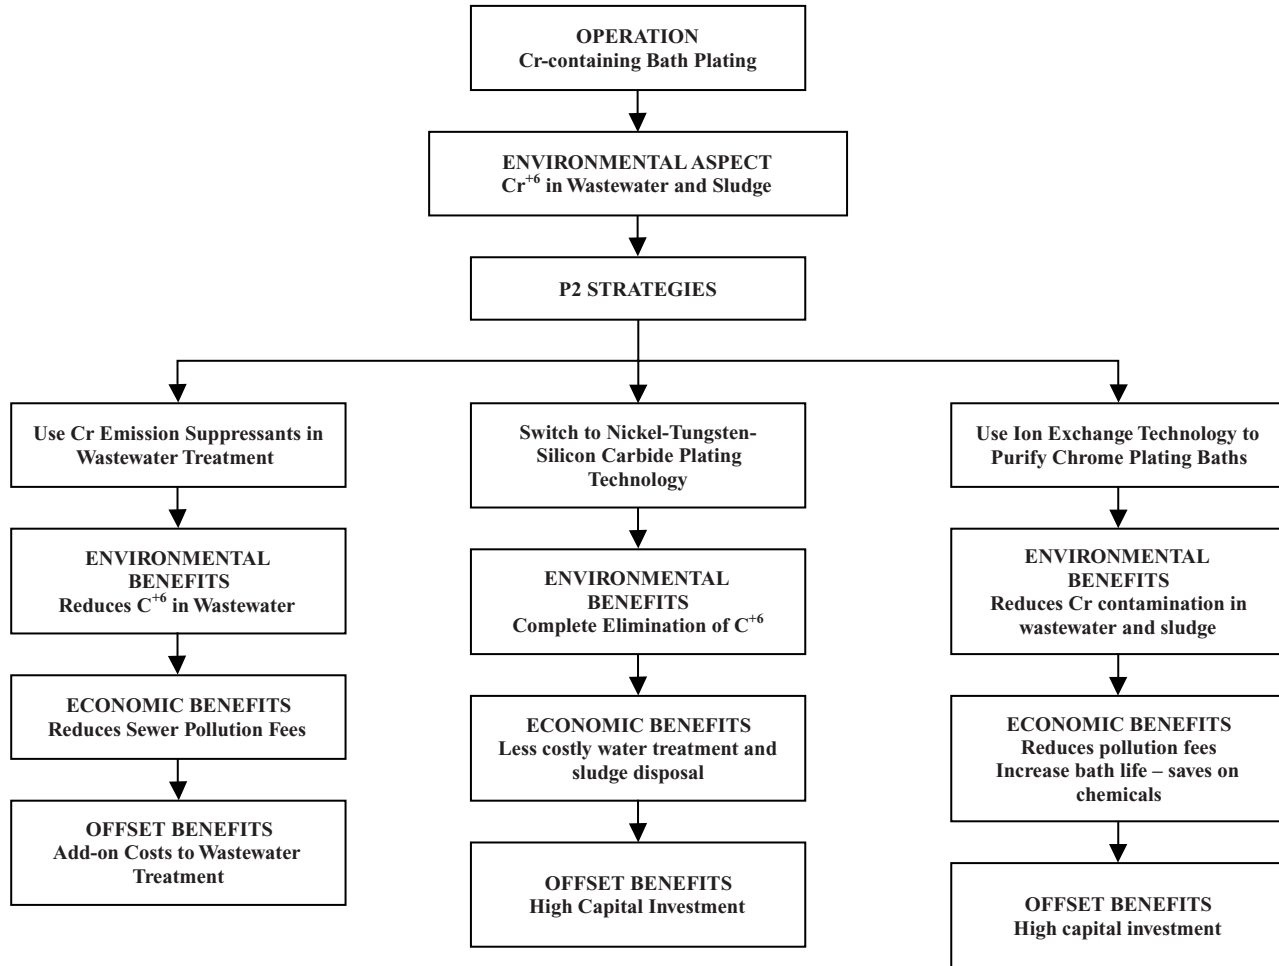 OPERATION
Cr-containing Bath Plating
ENVIRONMENTAL ASPECT
Cr+6 in Wastewater and Sludge
P2 STRATEGIES
Use Cr Emission Suppressants in
Wastewater Treatment
ENVIRONMENTAL
BENEFITS
Reduces C+6 in Wastewater
ECONOMIC BENEFITS
Reduces Sewer Pollution Fees
OFFSET BENEFITS
Add-on Costs to Wastewater
Treatment
Switch to Nickel-Tungsten-
Silicon Carbide Plating
Technology
ENVIRONMENTAL
BENEFITS
Complete Elimination of C+6
ECONOMIC BENEFITS
Less costly water treatment and
sludge disposal
OFFSET BENEFITS
High Capital Investment
Use Ion Exchange Technology to
Purify Chrome Plating Baths
ENVIRONMENTAL
BENEFITS
Reduces Cr contamination in
wastewater and sludge
ECONOMIC BENEFITS
Reduces pollution fees
Increase bath life – saves on
chemicals
OFFSET BENEFITS
High capital investment